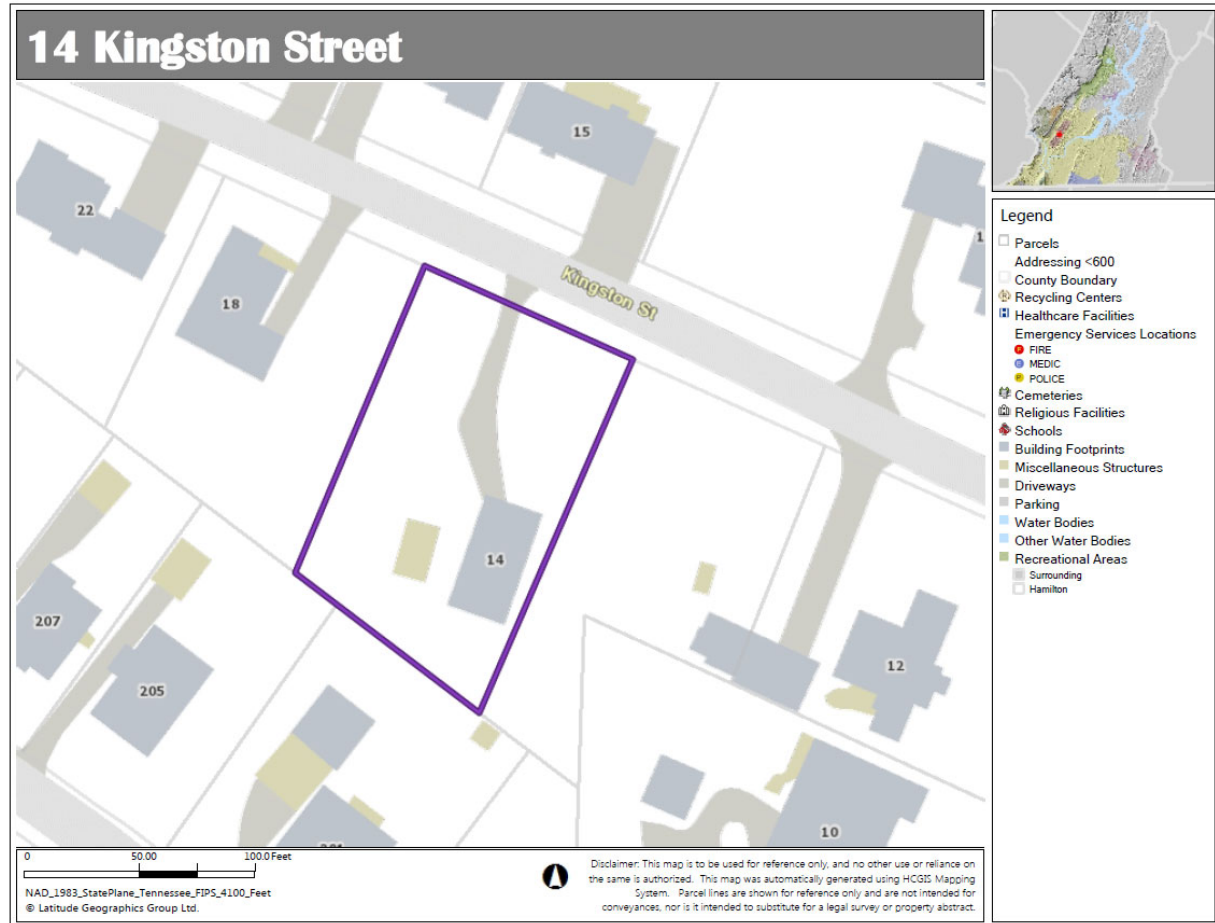 14 Kingston Street
15
22
18
Kingston St
14
207
205
12
10
0 50.00 100.0 Feet
NAD_1983_StatePlane_Tennessee_FIPS_4100_Feet
© Latitude Geographics Group Ltd.
Disclaimer: This map is to be used for reference only, and no other use or reliance on
the same is authorized. This map was automatically generated using HCGIS Mapping
System. Parcel lines are shown for reference only and are not intended for
conveyances, nor is it intended to substitute for a legal survey or property abstract.
Legend
Parcels
Addressing <600
County Boundary
Recycling Centers
Healthcare Facilities
Emergency Services Locations
FIRE
MEDIC
POLICE
Cemeteries
Religious Facilities
Schools
Building Footprints
Miscellaneous Structures
Driveways
Parking
Water Bodies
Other Water Bodies
Recreational Areas
Surrounding
Hamilton